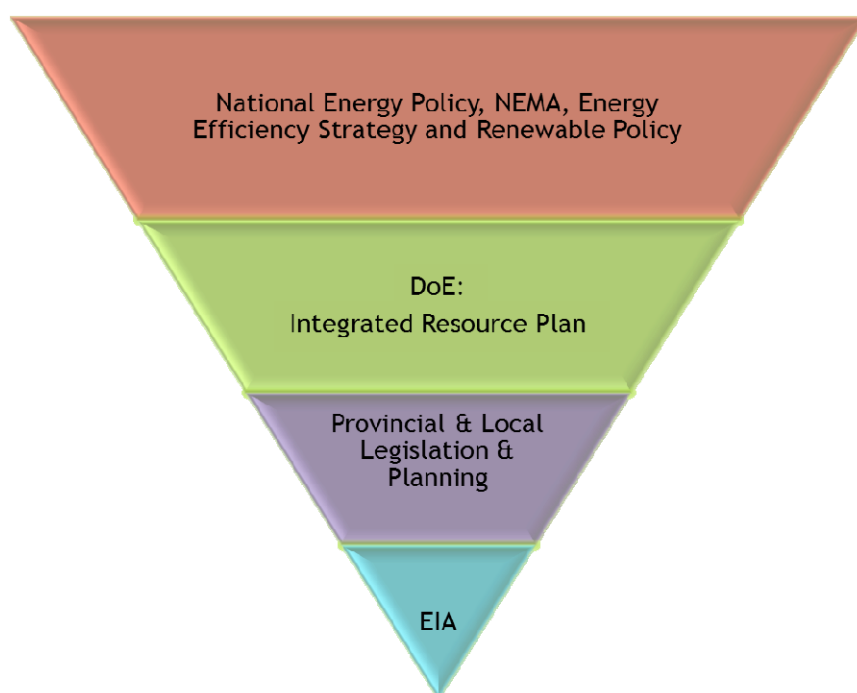 National Energy Policy, NEMA, Energy
Efficiency Strategy and Renewable Policy
DoE:
Integrated Resource Plan
Provincial & Local
Legislation &
Planning
EIA